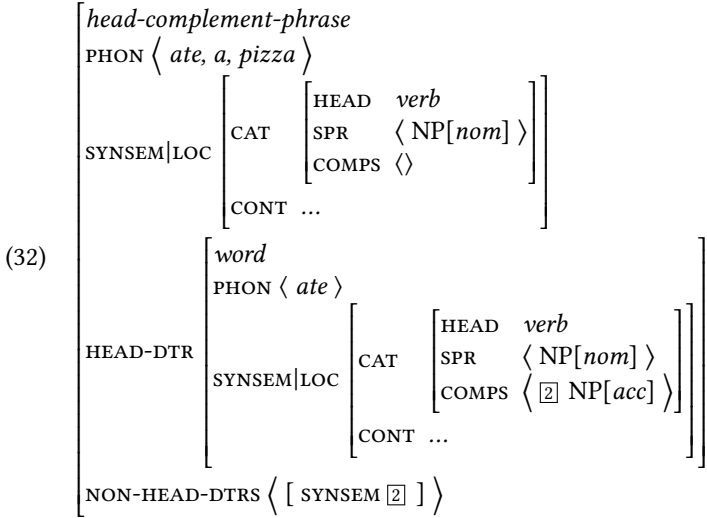 head-complement-phrase
PHON ⟨ ate, a, pizza ⟩
HEAD verb
SPR ⟨ NP[nom] ⟩
COMPS ⟨⟩
CAT
SYNSEM|LOC
CONT ...
(32)
word
PHON ⟨ ate ⟩
HEAD verb
SPR ⟨ NP[nom] ⟩
COMPS ⟨ 2 NP[acc] ⟩
CAT
SYNSEM|LOC
CONT ...
HEAD-DTR
NON-HEAD-DTRS ⟨ [ SYNSEM 2 ] ⟩